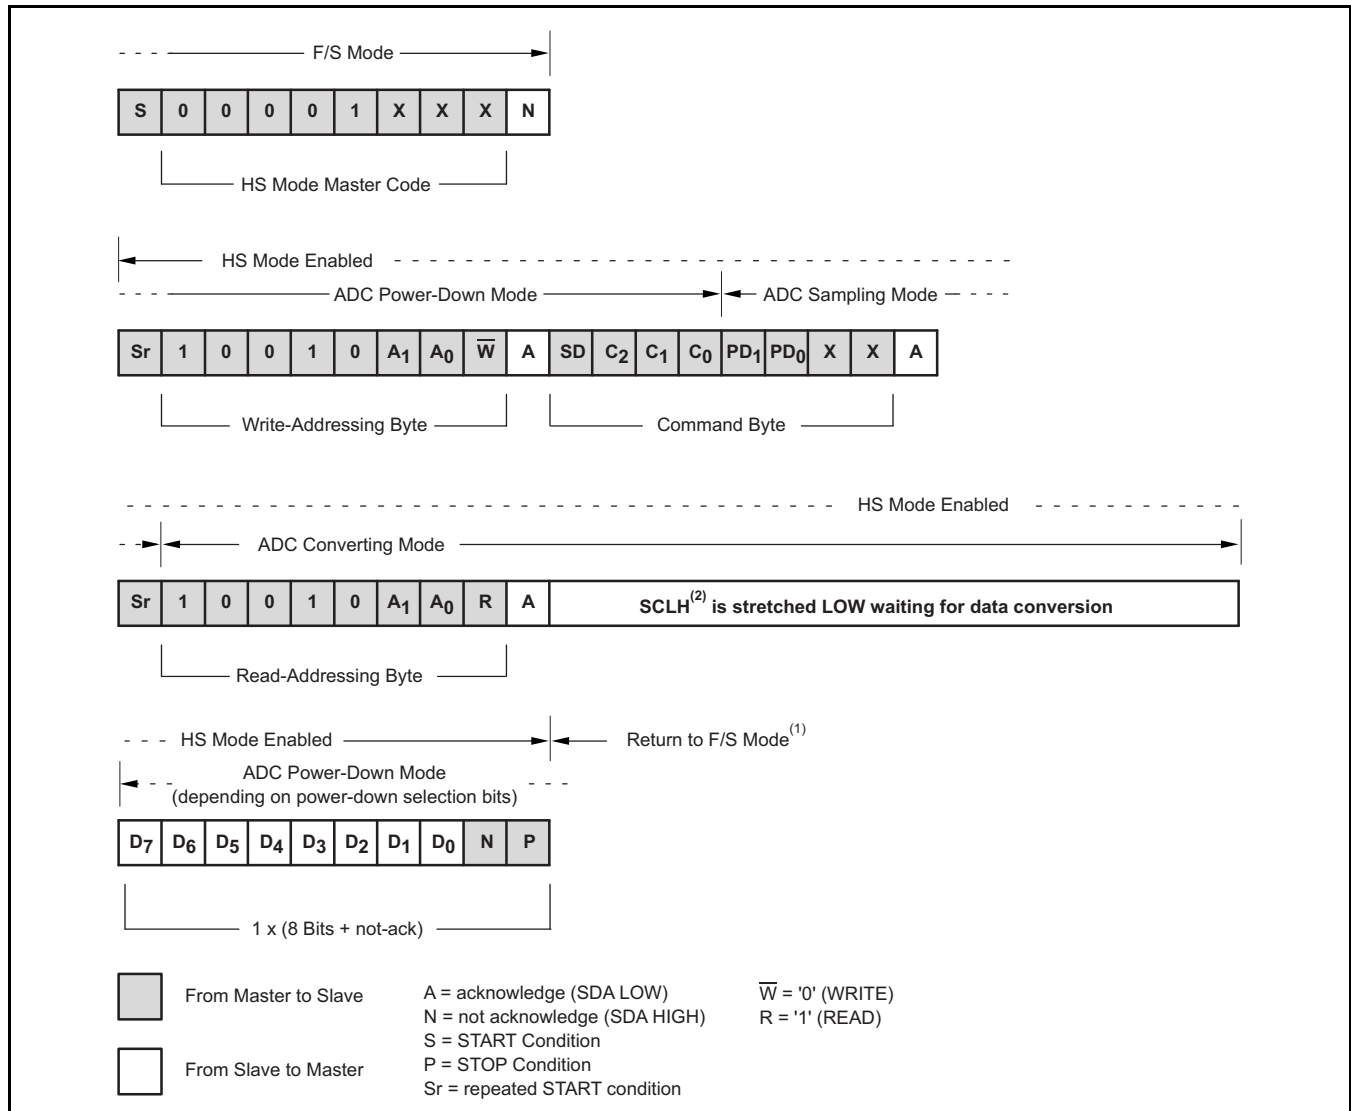 F/S Mode
S 0 0 0 0 1 X X X N
HS Mode Master Code
HS Mode Enabled
ADC Power-Down Mode ADC Sampling Mode
Sr 1 0 0 1 0 A1 A0 W̅ A SD C2 C1 C0 PD1 PD0 X X A
Write-Addressing Byte Command Byte
HS Mode Enabled
ADC Converting Mode
Sr 1 0 0 1 0 A1 A0 R A SCLH(2) is stretched LOW waiting for data conversion
Read-Addressing Byte
HS Mode Enabled Return to F/S Mode(1)
ADC Power-Down Mode
(depending on power-down selection bits)
D7 D6 D5 D4 D3 D2 D1 D0 N P
1 x (8 Bits + not-ack)
From Master to Slave
From Slave to Master
A = acknowledge (SDA LOW)
N = not acknowledge (SDA HIGH)
S = START Condition
P = STOP Condition
Sr = repeated START condition
W̅ = '0' (WRITE)
R = '1' (READ)